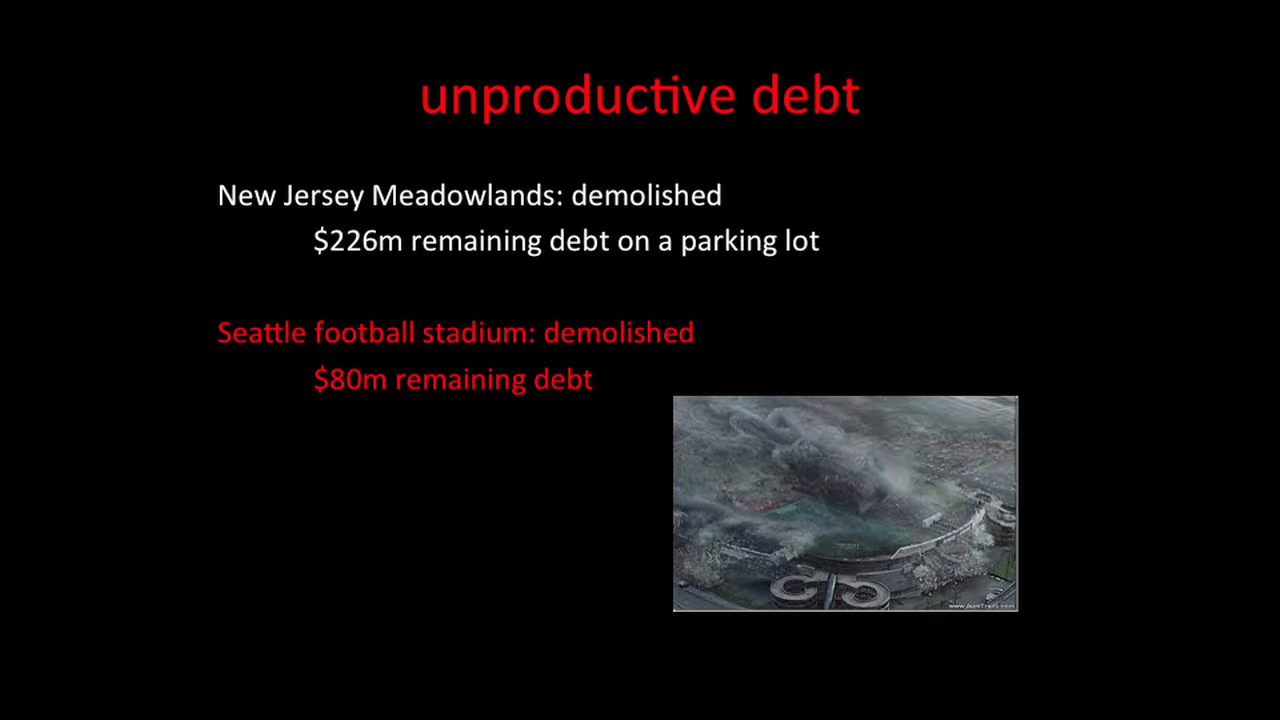 unproductive debt
New Jersey Meadowlands: demolished
$226m remaining debt on a parking lot
Seattle football stadium: demolished
$80m remaining debt